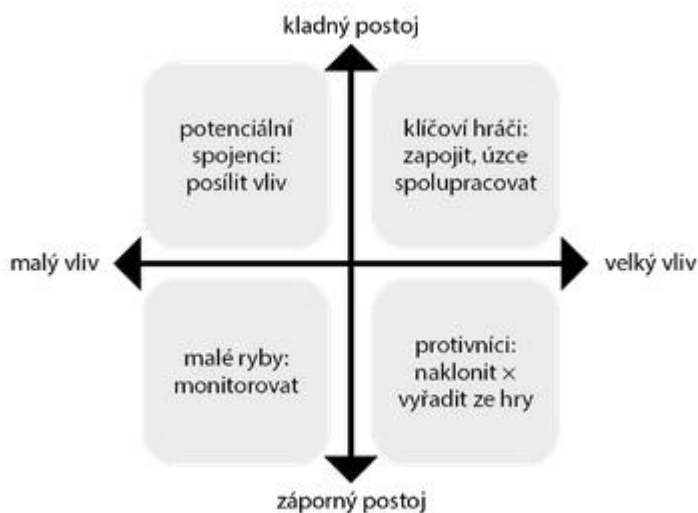 kladný postoj
potenciální
spojenci:
posílit vliv
klíčoví hráči:
zapojit, úzce
spolupracovat
malý vliv
velký vliv
malé ryby:
monitorovat
protivníci:
naklonit ×
vyřadit ze hry
záporný postoj